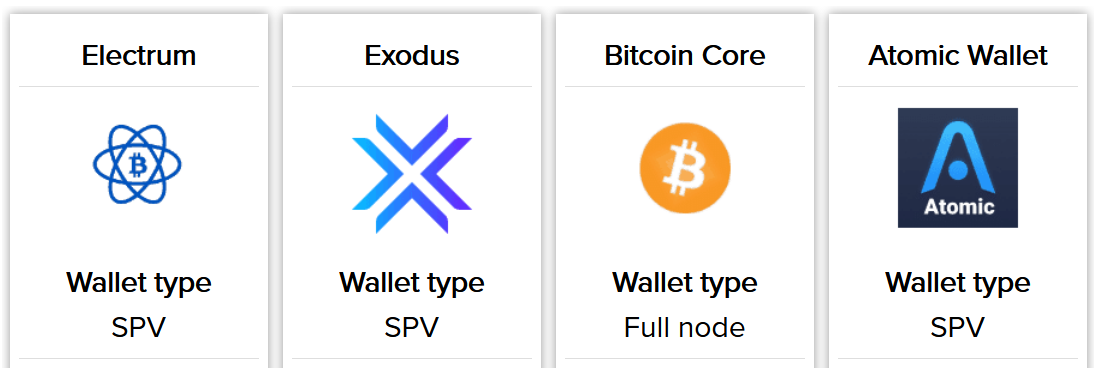 Electrum
Exodus
Bitcoin Core
Atomic Wallet
Atomic
Wallet type
SPV
Wallet type
SPV
Wallet type
Full node
Wallet type
SPV